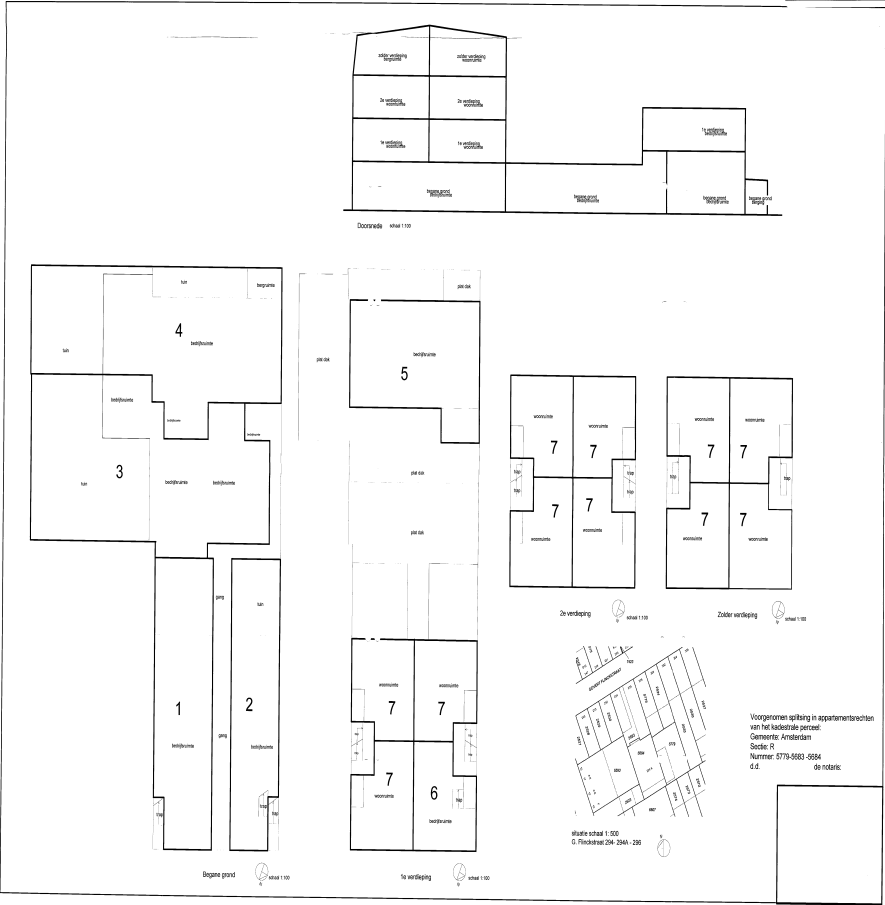 zolder verdieping
bergruimte
zolder verdieping
woonruimte
2e verdieping
woonruimte
2e verdieping
woonruimte
1e verdieping
woonruimte
1e verdieping
woonruimte
1e verdieping
bedrijfsruimte
begane grond
bedrijfsruimte
begane grond
bedrijfsruimte
begane grond
bedrijfsruimte
begane grond
berging
Doorsnede schaal 1:100
tuin
bergruimte
4
bedrijfsruimte
tuin
bedrijfsruimte
3
tuin
bedrijfsruimte
bedrijfsruimte
gang
tuin
1
2
gang
bedrijfsruimte
bedrijfsruimte
trap
trap
trap
Begane grond schaal 1:100
plat dak
plat dak
bedrijfsruimte
5
plat dak
plat dak
woonruimte
woonruimte
7
7
7
6
woonruimte
trap
bedrijfsruimte
1e verdieping schaal 1:100
woonruimte
woonruimte
7
7
trap
trap
trap
trap
7
7
woonruimte
woonruimte
2e verdieping schaal 1:100
woonruimte
woonruimte
7
7
trap
trap
7
7
woonruimte
woonruimte
Zolder verdieping schaal 1:100
GOVERT FLINCKSTRAAT
situatie schaal 1: 500
G. Flinckstraat 294- 294A - 296
Voorgenomen splitsing in appartementsrechten
van het kadestrale perceel:
Gemeente: Amsterdam
Sectie: R
Nummer: 5779-5683 -5684
d.d. de notaris: